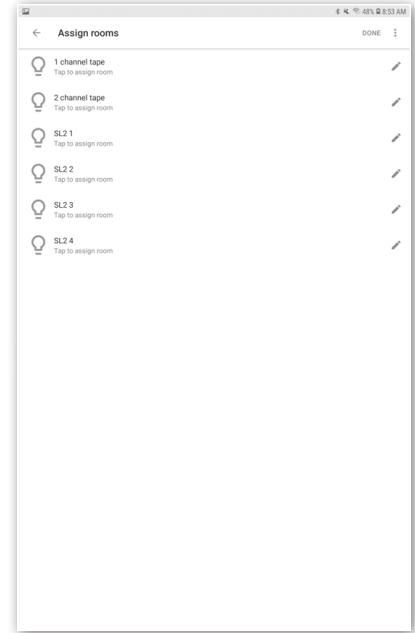 48% 8:53 AM
Assign rooms DONE
1 channel tape
Tap to assign room
2 channel tape
Tap to assign room
SL2 1
Tap to assign room
SL2 2
Tap to assign room
SL2 3
Tap to assign room
SL2 4
Tap to assign room